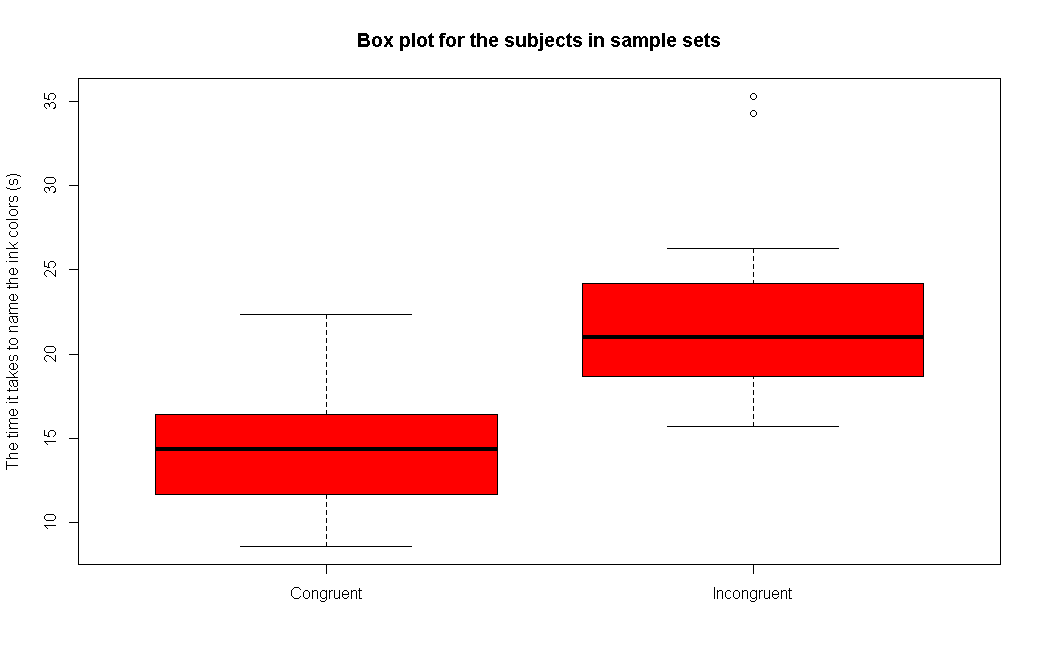 Box plot for the subjects in sample sets
The time it takes to name the ink colors (s)
35
30
25
20
15
10
Congruent
Incongruent